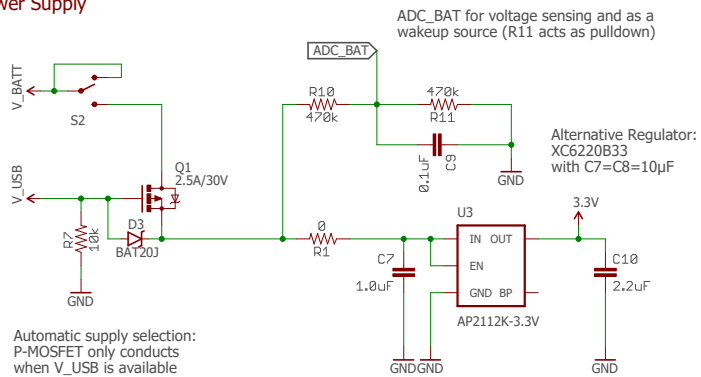 wer Supply
ADC_BAT for voltage sensing and as a
wakeup source (R11 acts as pulldown)
ADC_BAT
V_BATT
S2
R10
470k
470k
R11
0.1uF
C9
GND
Alternative Regulator:
XC6220B33
with C7=C8=10µF
Q1
2.5A/30V
V_USB
R7
10k
D3
BAT20J
GND
0
R1
C7
1.0uF
U3
IN OUT
EN
GND BP
AP2112K-3.3V
3.3V
C10
2.2uF
GND
GND
GND
Automatic supply selection:
P-MOSFET only conducts
when V_USB is available